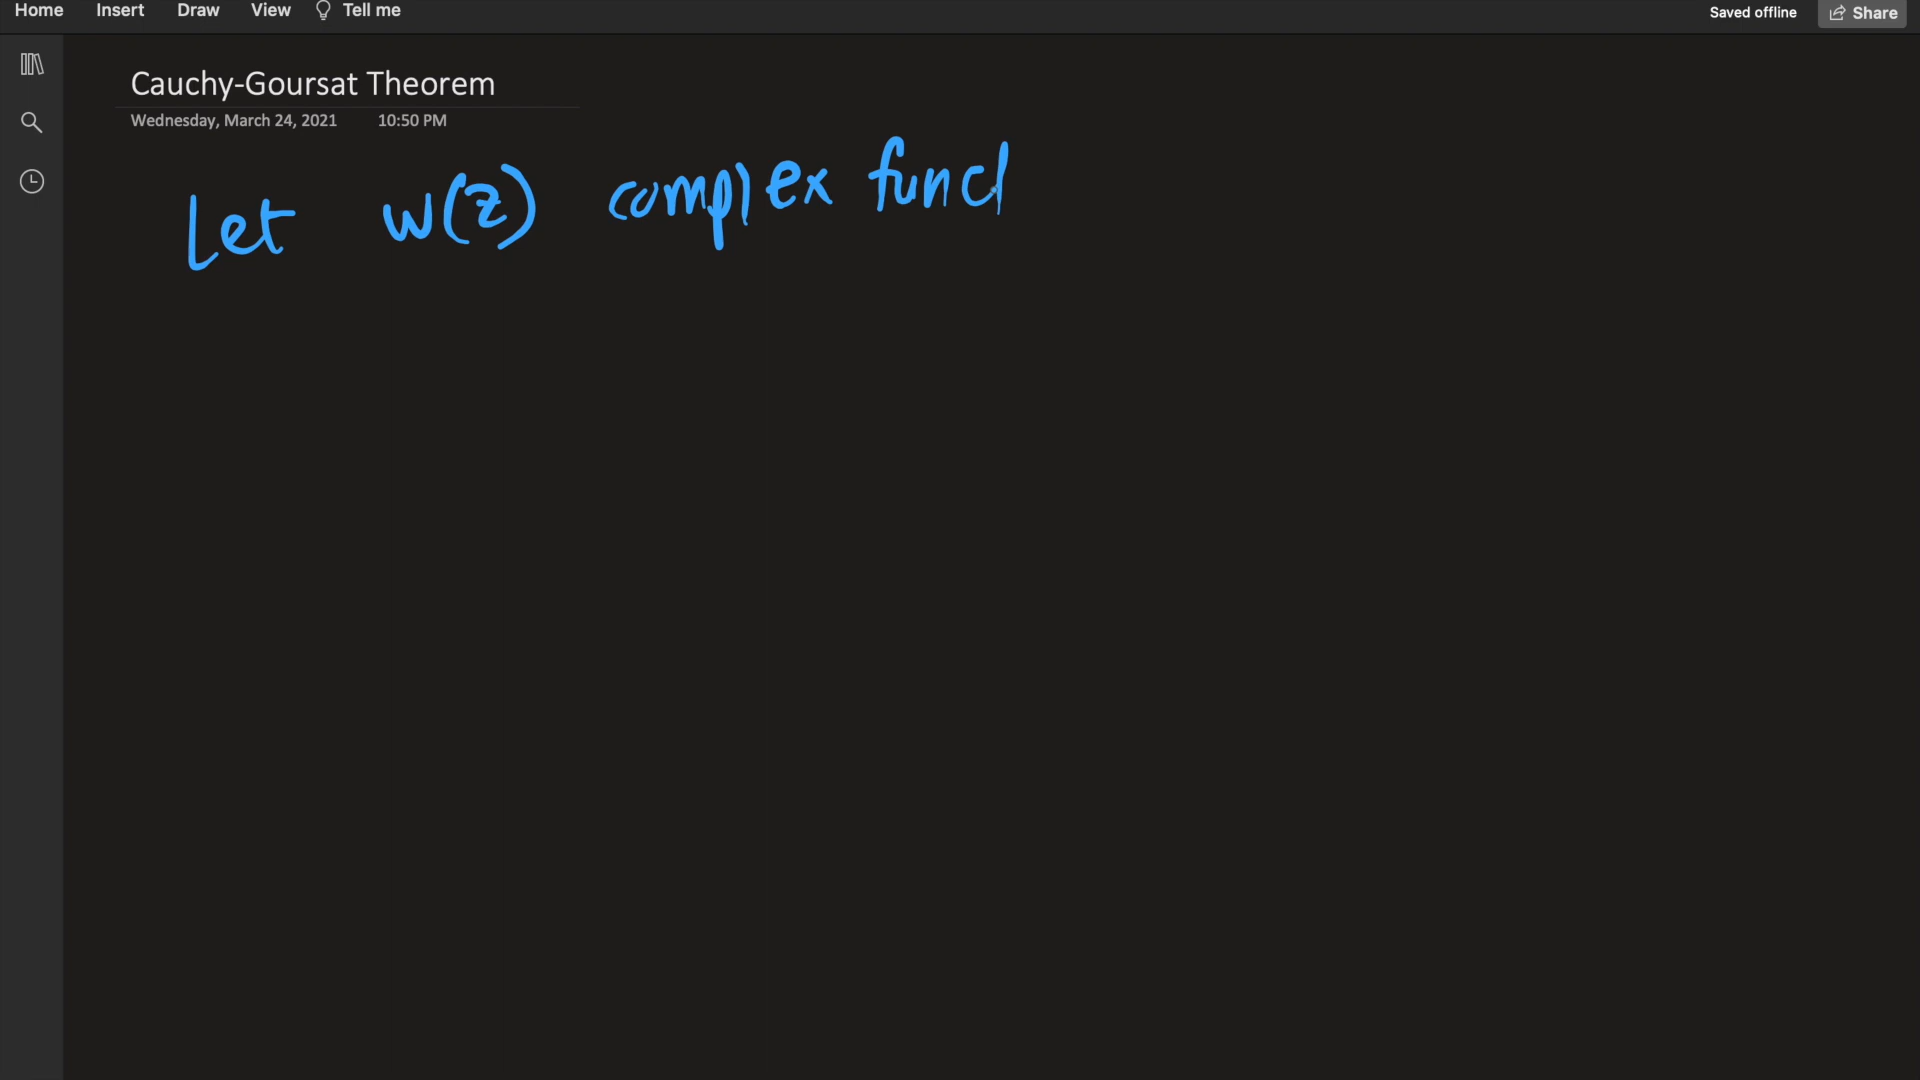 Home Insert Draw View Tell me Saved offline Share
Cauchy-Goursat Theorem
Wednesday, March 24, 2021 10:50 PM
Let w(z) complex funct